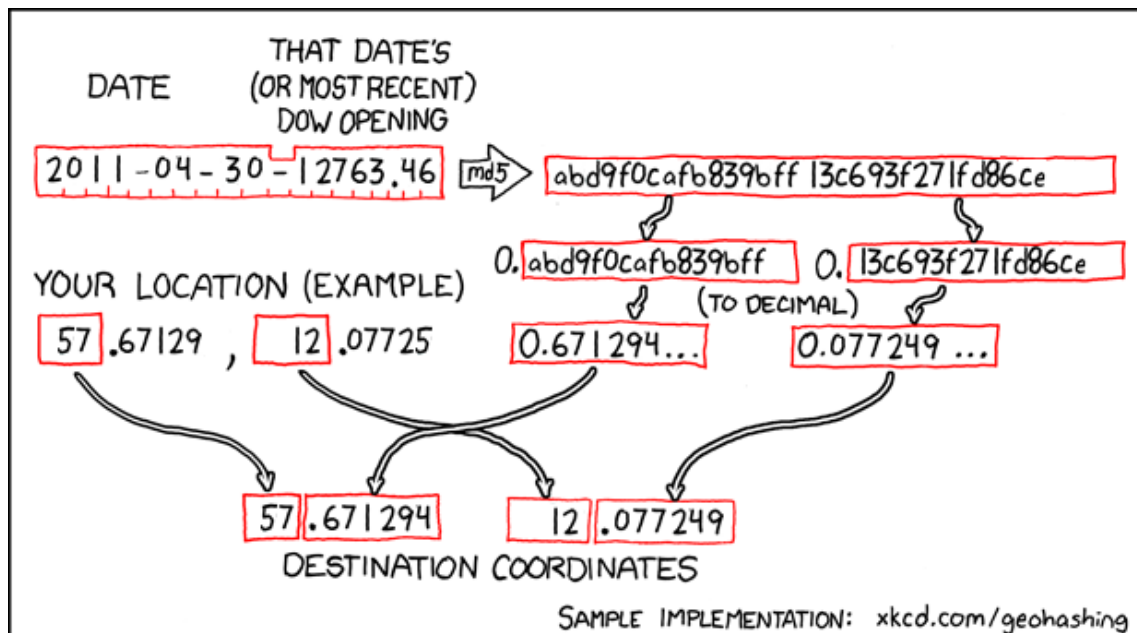 DATE
THAT DATE'S
(OR MOST RECENT)
DOW OPENING
2011-04-30-12763.46
md5
abd9f0cafb839bff 13c693f271fd86ce
0.abd9f0cafb839bff
0.13c693f271fd86ce
(TO DECIMAL)
0.671294...
0.077249 ...
YOUR LOCATION (EXAMPLE)
57.67129, 12.07725
57.671294
12.077249
DESTINATION COORDINATES
SAMPLE IMPLEMENTATION: xkcd.com/geohashing